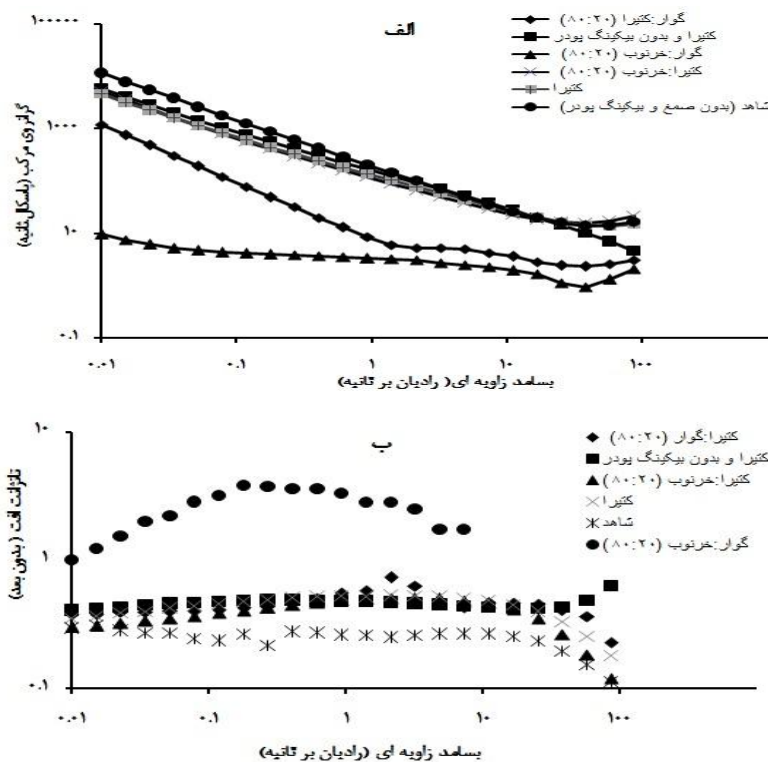 الف
۱۰۰۰۰۰
۱۰۰۰
۱۰
۰.۱
گرانروی مرکب (پاسکال.ثانیه)
گوار:کتیرا (۸۰:۲۰)
کتیرا و بدون بیکینگ پودر
گوار:خرنوب (۸۰:۲۰)
کتیرا:خرنوب (۸۰:۲۰)
کتیرا
شاهد (بدون صمغ و بیکینگ پودر)
۰.۰۱ ۰.۱ ۱ ۱۰ ۱۰۰
بسامد زاویه ای( رادیان بر ثانیه)
ب
۱۰
۱
۰.۱
تانژانت افت (بدون بعد)
کتیرا:گوار (۸۰:۲۰)
کتیرا و بدون بیکینگ پودر
کتیرا:خرنوب (۸۰:۲۰)
کتیرا
شاهد
گوار:خرنوب (۸۰:۲۰)
۰.۰۱ ۰.۱ ۱ ۱۰ ۱۰۰
بسامد زاویه ای (رادیان بر ثانیه)